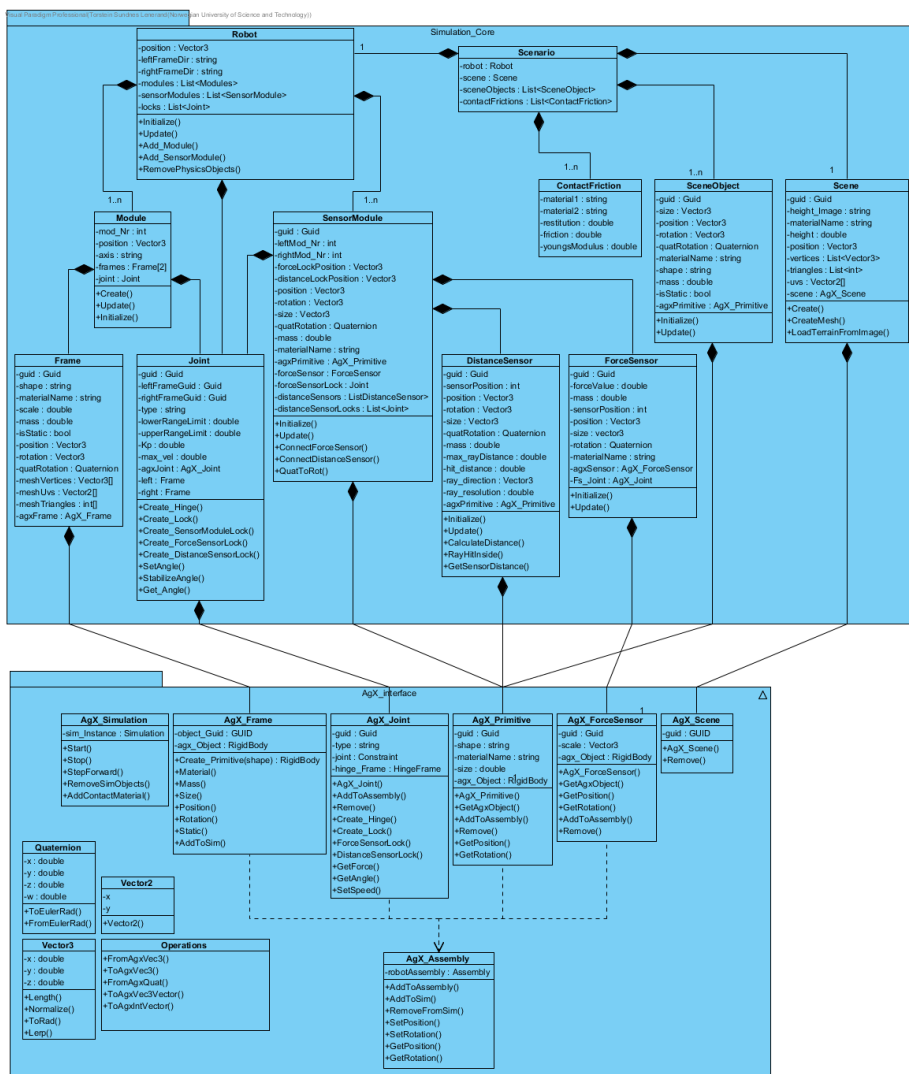 Visual Paradigm Professional(Torstein Sundnes Lenerand(Norwegian University of Science and Technology))
Simulation_Core
Robot
-position : Vector3
-leftFrameDir : string
-rightFrameDir : string
-modules : List<Modules>
-sensorModules : List<SensorModule>
-locks : List<Joint>
+Initialize()
+Update()
+Add_Module()
+Add_SensorModule()
+RemovePhysicsObjects()
1
Scenario
-robot : Robot
-scene : Scene
-sceneObjects : List<SceneObject>
-contactFrictions : List<ContactFriction>
1..n
1..n
1..n
1..n
1
Module
-mod_Nr : int
-position : Vector3
-axis : string
-frames : Frame[2]
-joint : Joint
+Create()
+Update()
+Initialize()
SensorModule
-guid : Guid
-leftMod_Nr : int
-rightMod_Nr : int
-forceLockPosition : Vector3
-distanceLockPosition : Vector3
-position : Vector3
-rotation : Vector3
-size : Vector3
-quatRotation : Quaternion
-mass : double
-materialName : string
-agxPrimitive : AgX_Primitive
-forceSensor : ForceSensor
-forceSensorLock : Joint
-distanceSensors : ListDistanceSensor>
-distanceSensorLocks : List<Joint>
+Initialize()
+Update()
+ConnectForceSensor()
+ConnectDistanceSensor()
+QuatToRot()
ContactFriction
-material1 : string
-material2 : string
-restitution : double
-friction : double
-youngsModulus : double
SceneObject
-guid : Guid
-size : Vector3
-position : Vector3
-rotation : Vector3
-quatRotation : Quaternion
-materialName : string
-shape : string
-mass : double
-isStatic : bool
-agxPrimitive : AgX_Primitive
+Initialize()
+Update()
Scene
-guid : Guid
-height_Image : string
-materialName : string
-height : double
-position : Vector3
-vertices : List<Vector3>
-triangles : List<int>
-uvs : Vector2[]
-scene : AgX_Scene
+Create()
+CreateMesh()
+LoadTerrainFromImage()
Frame
-guid : Guid
-shape : string
-materialName : string
-scale : double
-mass : double
-isStatic : bool
-position : Vector3
-rotation : Vector3
-quatRotation : Quaternion
-meshVertices : Vector3[]
-meshUvs : Vector2[]
-meshTriangles : int[]
-agxFrame : AgX_Frame
Joint
-guid : Guid
-leftFrameGuid : Guid
-rightFrameGuid : Guid
-type : string
-lowerRangeLimit : double
-upperRangeLimit : double
-Kp : double
-max_vel : double
-agxJoint : AgX_Joint
-left : Frame
-right : Frame
+Create_Hinge()
+Create_Lock()
+Create_SensorModuleLock()
+Create_ForceSensorLock()
+Create_DistanceSensorLock()
+SetAngle()
+StabilizeAngle()
+Get_Angle()
DistanceSensor
-guid : Guid
-sensorPosition : int
-position : Vector3
-rotation : Vector3
-size : Vector3
-quatRotation : Quaternion
-mass : double
-max_rayDistance : double
-hit_distance : double
-ray_direction : Vector3
-ray_resolution : double
-agxPrimitive : AgX_Primitive
+Initialize()
+Update()
+CalculateDistance()
+RayHitInside()
+GetSensorDistance()
ForceSensor
-guid : Guid
-forceValue : double
-mass : double
-sensorPosition : int
-position : Vector3
-size : vector3
-rotation : Quaternion
-materialName : string
-agxSensor : AgX_ForceSensor
-Fs_Joint : AgX_Joint
+Initialize()
+Update()
AgX_interface
1
AgX_Simulation
-sim_Instance : Simulation
+Start()
+Stop()
+StepForward()
+RemoveSimObjects()
+AddContactMaterial()
AgX_Frame
-object_Guid : GUID
-agx_Object : RigidBody
+Create_Primitive(shape) : RigidBody
+Material()
+Mass()
+Size()
+Position()
+Rotation()
+Static()
+AddToSim()
AgX_Joint
-guid : GUID
-type : string
-joint : Constraint
-hinge_Frame : HingeFrame
+AgX_Joint()
+AddToAssembly()
+Remove()
+Create_Hinge()
+Create_Lock()
+ForceSensorLock()
+DistanceSensorLock()
+GetForce()
+GetAngle()
+SetSpeed()
AgX_Primitive
-guid : Guid
-shape : string
-materialName : string
-size : double
-agx_Object : RigidBody
+AgX_Primitive()
+GetAgxObject()
+AddToAssembly()
+Remove()
+GetPosition()
+GetRotation()
AgX_ForceSensor
-guid : Guid
-scale : Vector3
-agx_Object : RigidBody
+AgX_ForceSensor()
+GetAgxObject()
+GetPosition()
+GetRotation()
+AddToAssembly()
+Remove()
AgX_Scene
-guid : GUID
+AgX_Scene()
+Remove()
Quaternion
-x : double
-y : double
-z : double
-w : double
+ToEulerRad()
+FromEulerRad()
Vector2
-x
-y
+Vector2()
Vector3
-x : double
-y : double
-z : double
+Length()
+Normalize()
+ToRad()
+Lerp()
Operations
+FromAgxVec3()
+ToAgxVec3()
+FromAgxQuat()
+ToAgxVec3Vector()
+ToAgxIntVector()
AgX_Assembly
-robotAssembly : Assembly
+AddToAssembly()
+AddToSim()
+RemoveFromSim()
+SetPosition()
+SetRotation()
+GetPosition()
+GetRotation()